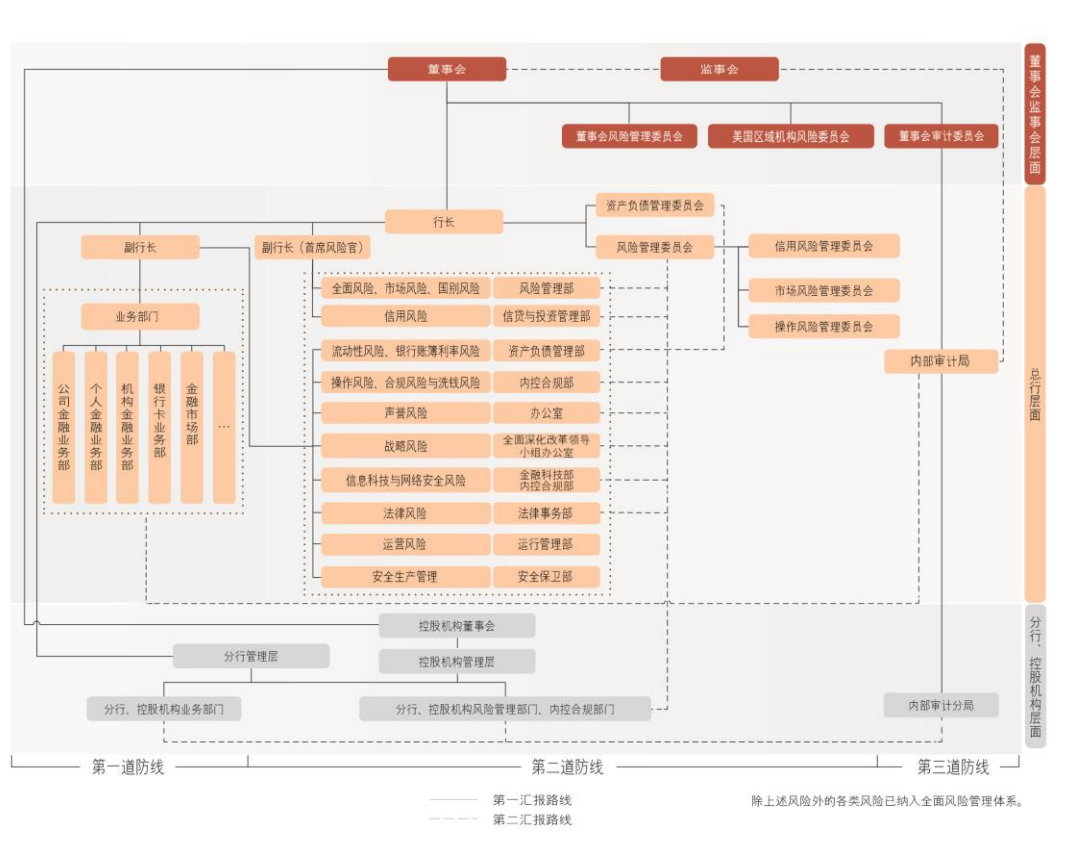 董事会
监事会
董事会风险管理委员会
美国区域机构风险委员会
董事会审计委员会
董事会监事会层面
行长
资产负债管理委员会
副行长
副行长（首席风险官）
风险管理委员会
信用风险管理委员会
市场风险管理委员会
操作风险管理委员会
业务部门
公司金融业务部
个人金融业务部
机构金融业务部
银行卡业务部
金融市场部
…
全面风险、市场风险、国别风险
风险管理部
信用风险
信贷与投资管理部
流动性风险、银行账簿利率风险
资产负债管理部
操作风险、合规风险与洗钱风险
内控合规部
声誉风险
办公室
战略风险
全面深化改革领导
小组办公室
信息科技与网络安全风险
金融科技部
内控合规部
法律风险
法律事务部
运营风险
运行管理部
安全生产管理
安全保卫部
内部审计局
总行层面
控股机构董事会
分行管理层
控股机构管理层
分行、控股机构业务部门
分行、控股机构风险管理部门、内控合规部门
内部审计分局
分行、控股机构层面
第一道防线
第二道防线
第三道防线
第一汇报路线
第二汇报路线
除上述风险外的各类风险已纳入全面风险管理体系。